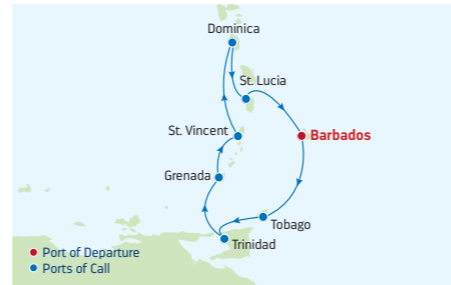 Dominica
St. Lucia
St. Vincent
Barbados
Grenada
Tobago
Trinidad
Port of Departure
Ports of Call